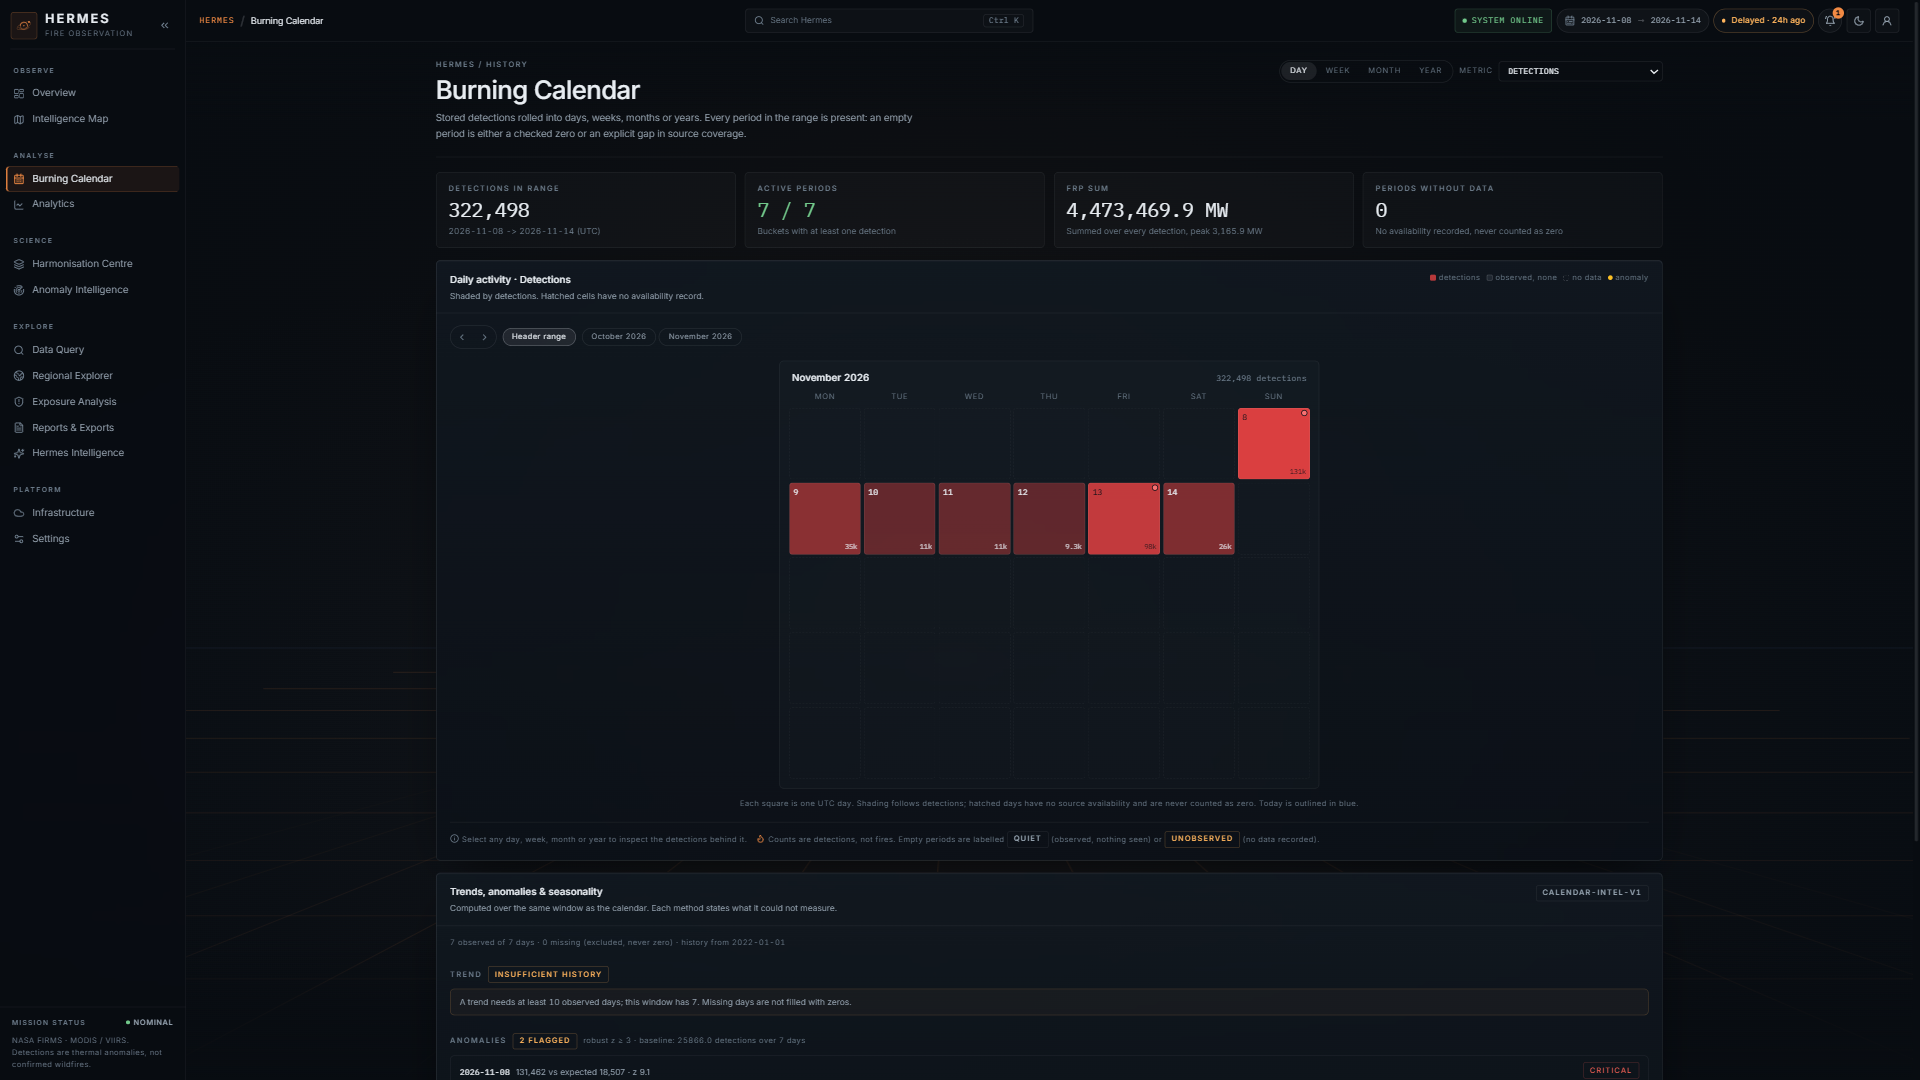 HERMES
FIRE OBSERVATION
OBSERVE
Overview
Intelligence Map
ANALYSE
Burning Calendar
Analytics
SCIENCE
Harmonisation Centre
Anomaly Intelligence
EXPLORE
Data Query
Regional Explorer
Exposure Analysis
Reports & Exports
Hermes Intelligence
PLATFORM
Infrastructure
Settings
MISSION STATUS NOMINAL
NASA FIRMS · MODIS / VIIRS.
Detections are thermal anomalies, not
confirmed wildfires.
HERMES / Burning Calendar
Search Hermes Ctrl K
SYSTEM ONLINE
2026-11-08 → 2026-11-14
Delayed · 24h ago
1
HERMES / HISTORY
Burning Calendar
Stored detections rolled into days, weeks, months or years. Every period in the range is present: an empty
period is either a checked zero or an explicit gap in source coverage.
DAY WEEK MONTH YEAR METRIC DETECTIONS
DETECTIONS IN RANGE
322,498
2026-11-08 -> 2026-11-14 (UTC)
ACTIVE PERIODS
7 / 7
Buckets with at least one detection
FRP SUM
4,473,469.9 MW
Summed over every detection, peak 3,165.9 MW
PERIODS WITHOUT DATA
0
No availability recorded, never counted as zero
Daily activity · Detections
Shaded by detections. Hatched cells have no availability record.
detections observed, none no data anomaly
Header range October 2026 November 2026
November 2026 322,498 detections
MON TUE WED THU FRI SAT SUN
8
131k
9 10 11 12 13 14
35k 11k 11k 9.3k 98k 26k
Each square is one UTC day. Shading follows detections; hatched days have no source availability and are never counted as zero. Today is outlined in blue.
Select any day, week, month or year to inspect the detections behind it. Counts are detections, not fires. Empty periods are labelled QUIET (observed, nothing seen) or UNOBSERVED (no data recorded).
Trends, anomalies & seasonality
Computed over the same window as the calendar. Each method states what it could not measure.
CALENDAR-INTEL-V1
7 observed of 7 days · 0 missing (excluded, never zero) · history from 2022-01-01
TREND INSUFFICIENT HISTORY
A trend needs at least 10 observed days; this window has 7. Missing days are not filled with zeros.
ANOMALIES 2 FLAGGED robust z ≥ 3 · baseline: 25866.0 detections over 7 days
2026-11-08 131,462 vs expected 18,507 · z 9.1 CRITICAL